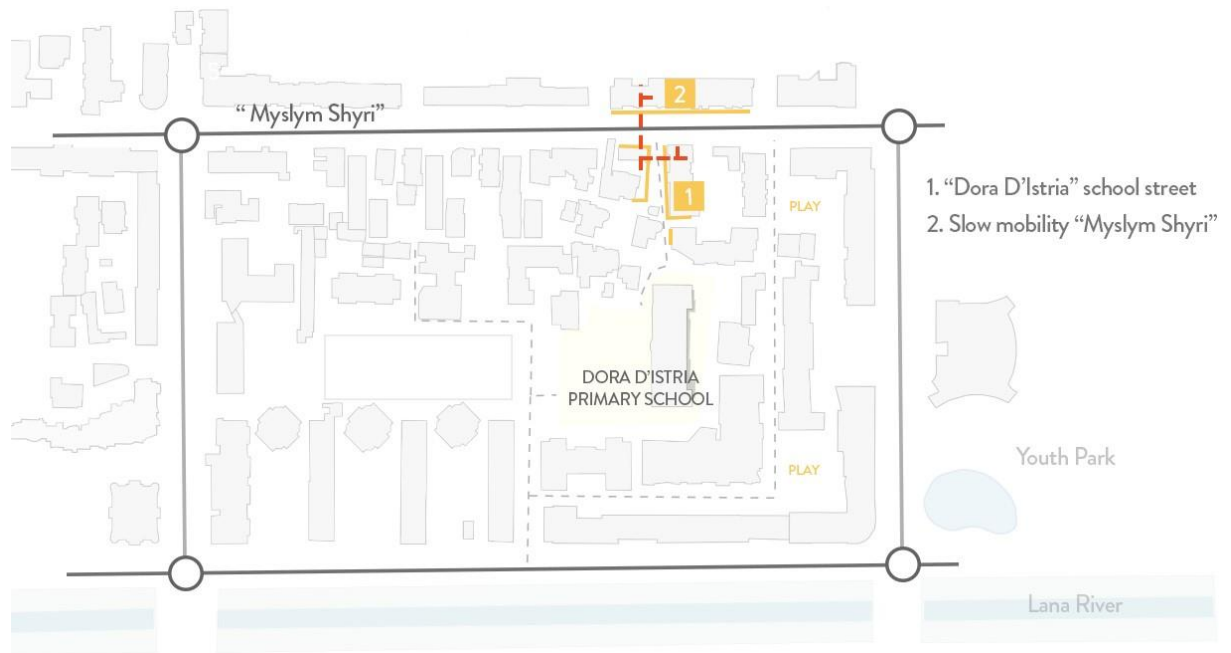 2
“ Myslym Shyri”
1. “Dora D’Istria” school street
1
PLAY
2. Slow mobility “Myslym Shyri”
DORA D’ISTRIA
PRIMARY SCHOOL
Youth Park
PLAY
Lana River